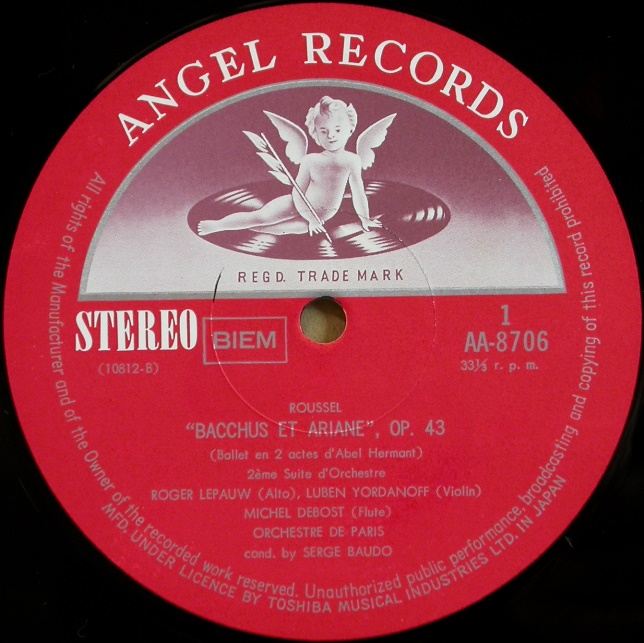 ANGEL RECORDS
REGD. TRADE MARK
STEREO
BIEM
1
AA-8706
(10812-B)
33⅓ r. p. m.
ROUSSEL
“BACCHUS ET ARIANE”, OP. 43
(Ballet en 2 actes d'Abel Hermant)
2ème Suite d'Orchestre
ROGER LEPAUW (Alto), LUBEN YORDANOFF (Violin)
MICHEL DEBOST (Flute)
ORCHESTRE DE PARIS
cond. by SERGE BAUDO
All rights of the Manufacturer and of the Owner of the recorded work reserved. Unauthorized public performance, broadcasting and copying of this record prohibited
MFD. UNDER LICENCE BY TOSHIBA MUSICAL INDUSTRIES LTD. IN JAPAN